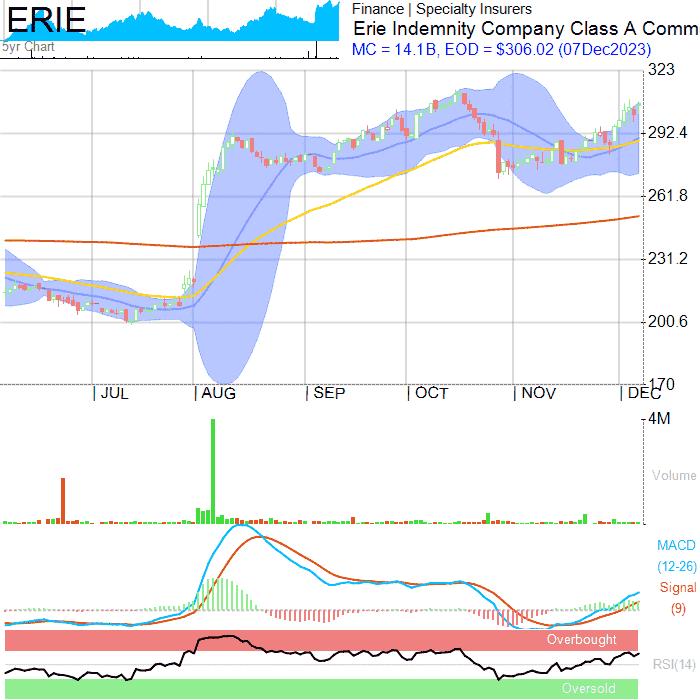 ERIE
5yr Chart
Finance | Specialty Insurers
Erie Indemnity Company Class A Comm
MC = 14.1B, EOD = $306.02 (07Dec2023)
323
292.4
261.8
231.2
200.6
170
| JUL | AUG | SEP | OCT | NOV | DEC
4M
Volume
MACD
(12-26)
Signal
(9)
Overbought
RSI(14)
Oversold